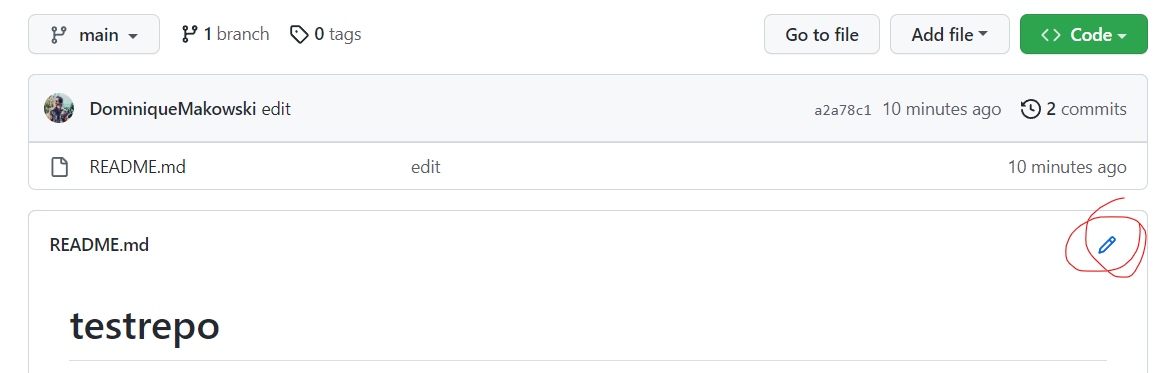 main 1 branch 0 tags Go to file Add file <> Code
DominiqueMakowski edit a2a78c1 10 minutes ago 2 commits
README.md edit 10 minutes ago
README.md
testrepo